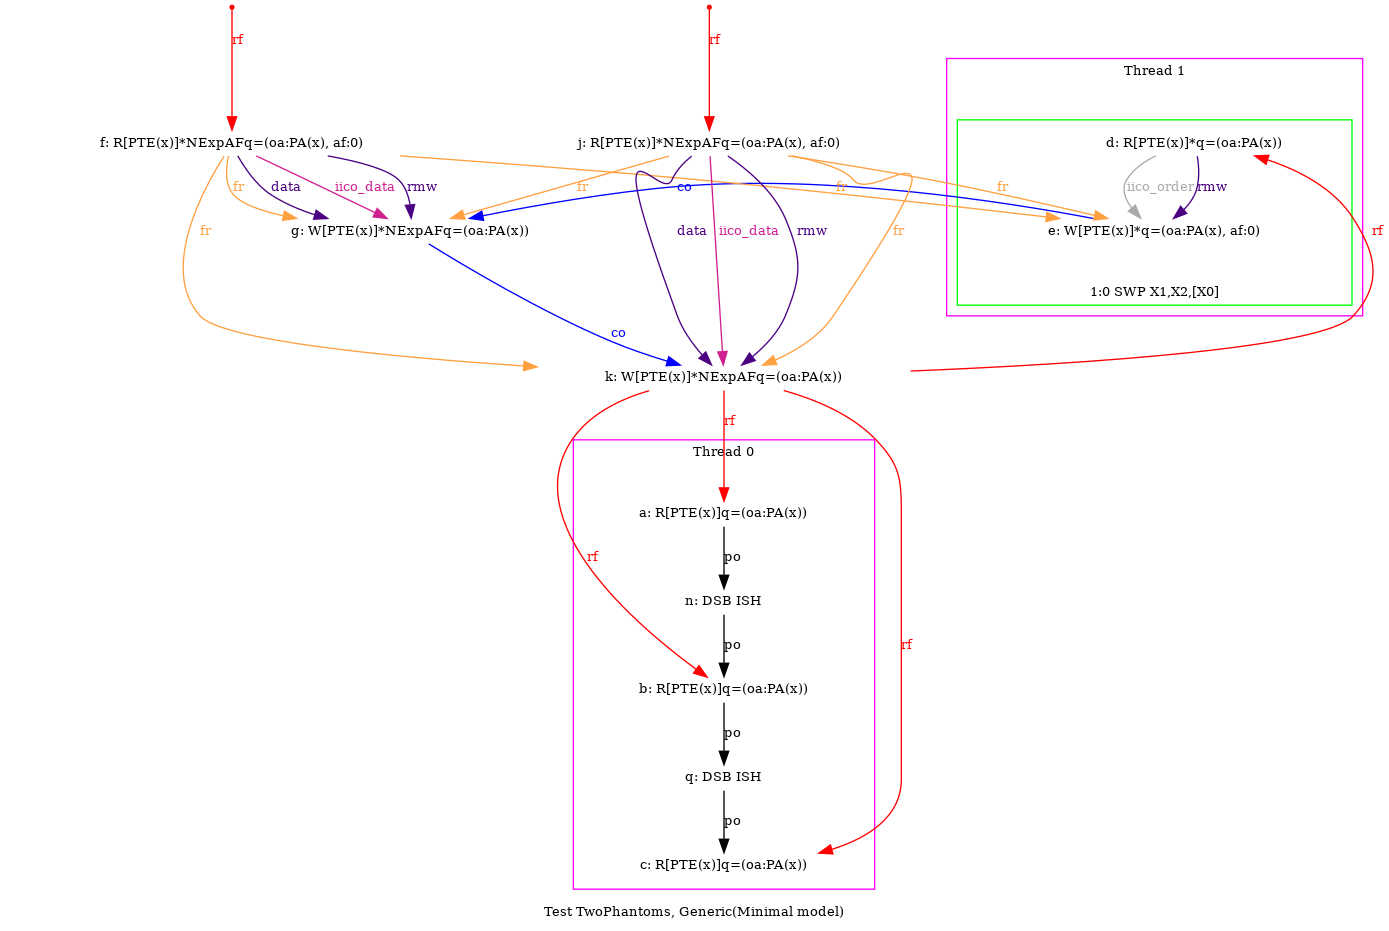 rf
rf
Thread 1
f: R[PTE(x)]*NExpAFq=(oa:PA(x), af:0)
j: R[PTE(x)]*NExpAFq=(oa:PA(x), af:0)
d: R[PTE(x)]*q=(oa:PA(x))
fr
data
iico_data
rmw
fr
co
fr
fr
iico_order
rmw
fr
g: W[PTE(x)]*NExpAFq=(oa:PA(x))
data
iico_data
rmw
fr
e: W[PTE(x)]*q=(oa:PA(x), af:0)
rf
1:0 SWP X1,X2,[X0]
co
k: W[PTE(x)]*NExpAFq=(oa:PA(x))
rf
Thread 0
a: R[PTE(x)]q=(oa:PA(x))
rf
po
n: DSB ISH
po
rf
b: R[PTE(x)]q=(oa:PA(x))
po
q: DSB ISH
po
c: R[PTE(x)]q=(oa:PA(x))
Test TwoPhantoms, Generic(Minimal model)